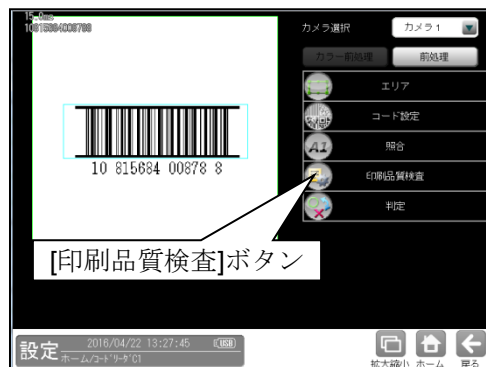 15.0ms
10815684008788
カメラ選択
カメラ1
カラー前処理
前処理
エリア
コード設定
照合
印刷品質検査
判定
10 815684 00878 8
[印刷品質検査]ボタン
設定
2016/04/22 13:27:45
USB
ホーム/コードリーダC1
拡大縮小
ホーム
戻る